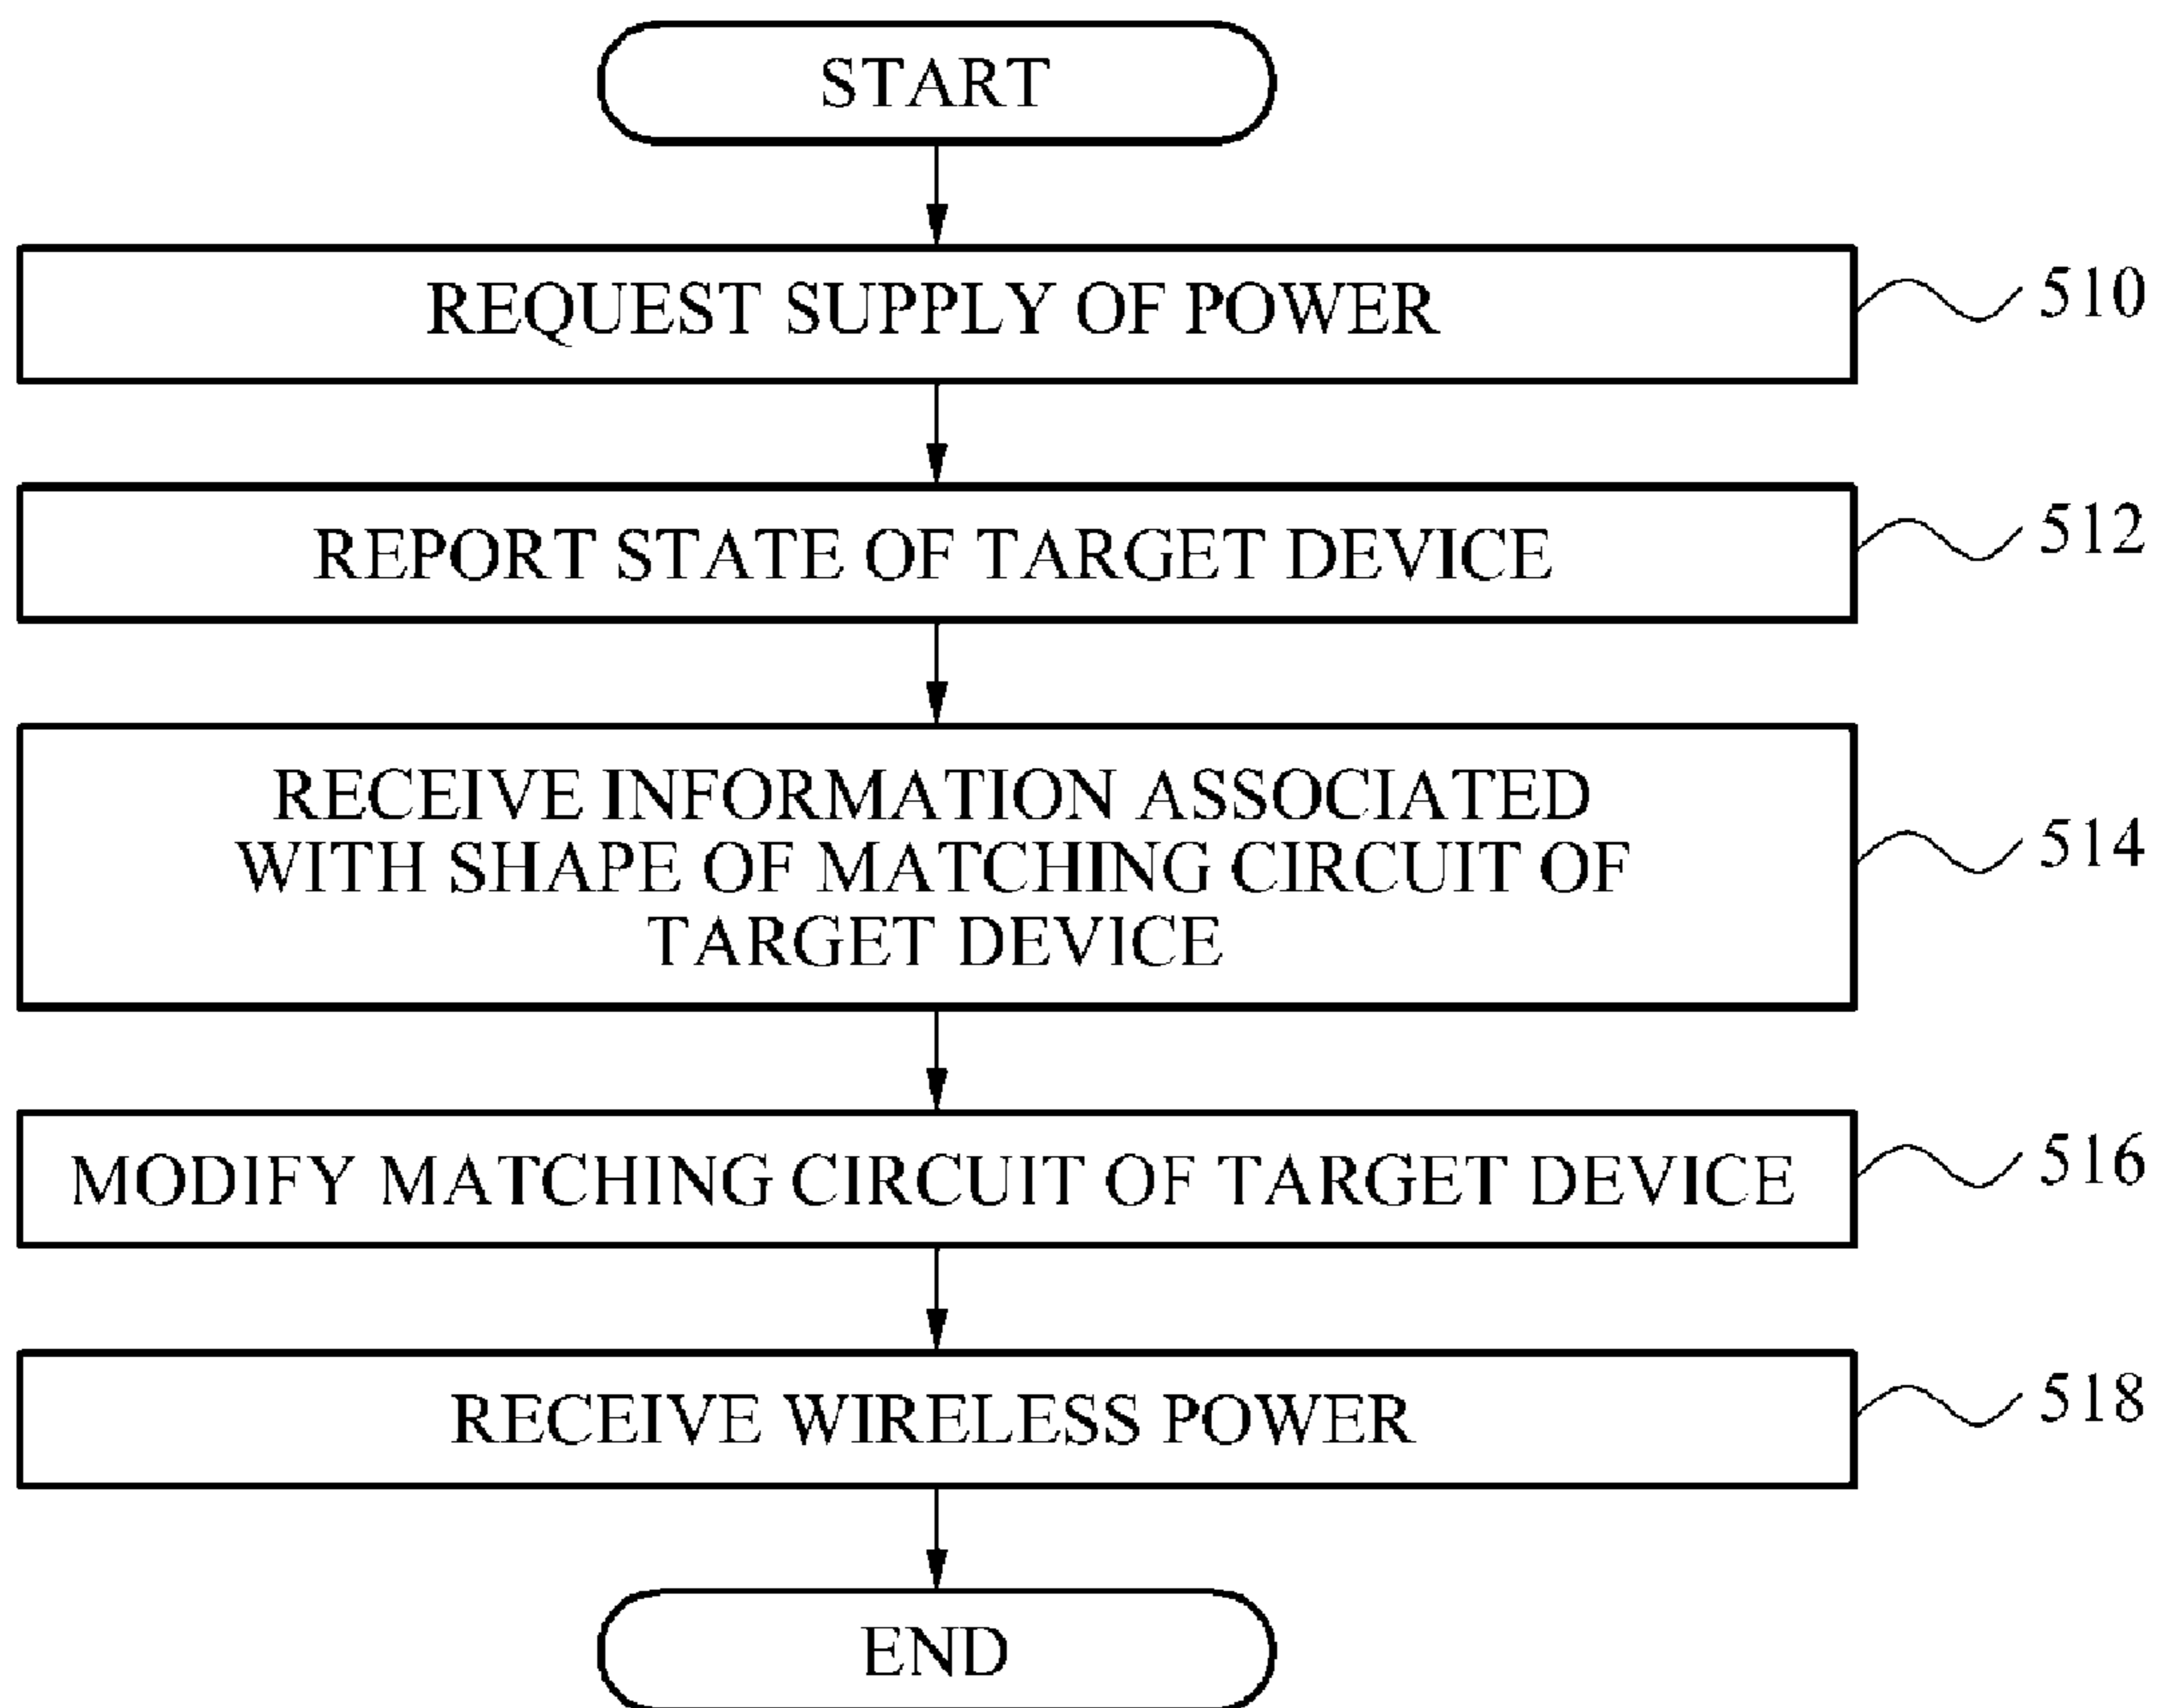 START
REQUEST SUPPLY OF POWER
510
REPORT STATE OF TARGET DEVICE
512
RECEIVE INFORMATION ASSOCIATED
WITH SHAPE OF MATCHING CIRCUIT OF
TARGET DEVICE
514
MODIFY MATCHING CIRCUIT OF TARGET DEVICE
516
RECEIVE WIRELESS POWER
518
END